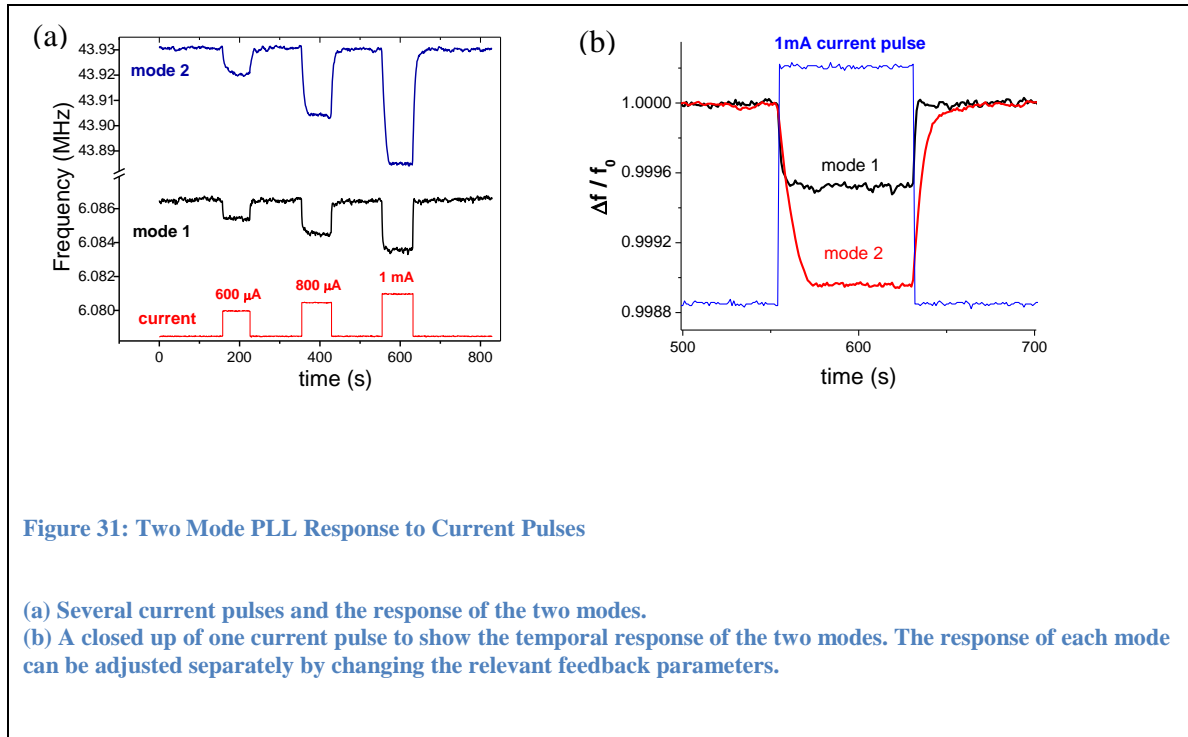 (a)
43.93
43.92
43.91
43.90
43.89
6.086
6.084
6.082
6.080
Frequency (MHz)
mode 2
mode 1
600 µA
800 µA
1 mA
current
0
200
400
600
800
time (s)
(b)
1mA current pulse
1.0000
0.9996
0.9992
0.9988
Δf / f0
mode 1
mode 2
500
600
700
time (s)
Figure 31: Two Mode PLL Response to Current Pulses
(a) Several current pulses and the response of the two modes.
(b) A closed up of one current pulse to show the temporal response of the two modes. The response of each mode
can be adjusted separately by changing the relevant feedback parameters.